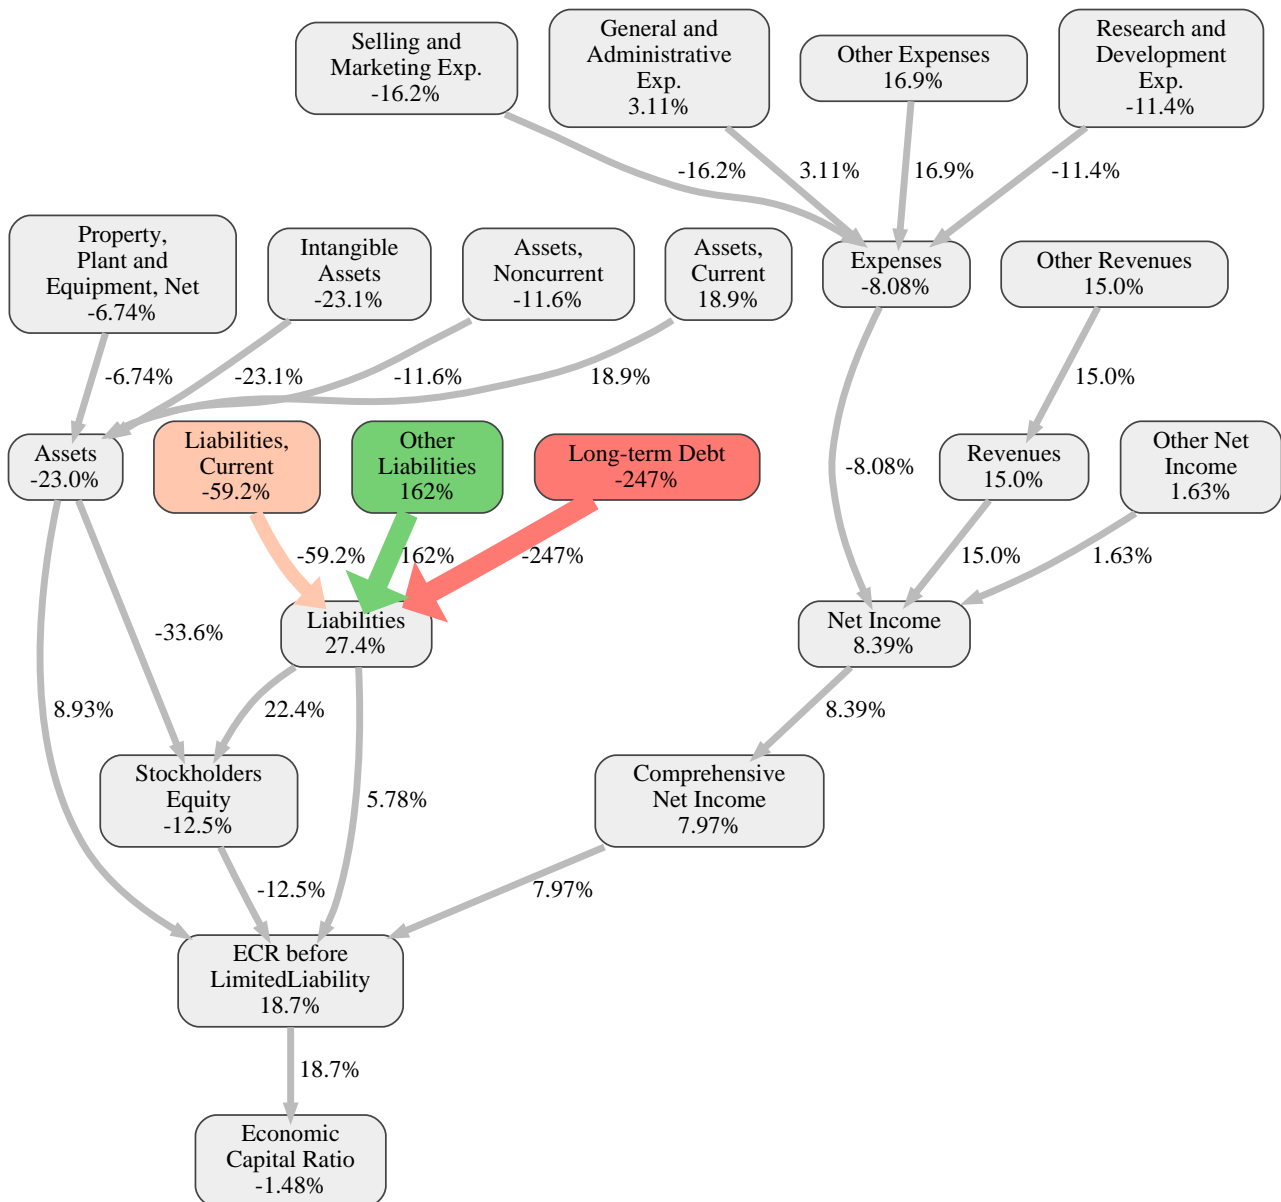 Selling and
Marketing Exp.
-16.2%
General and
Administrative
Exp.
3.11%
Other Expenses
16.9%
Research and
Development
Exp.
-11.4%
-16.2%
3.11%
16.9%
-11.4%
Property,
Plant and
Equipment, Net
-6.74%
Intangible
Assets
-23.1%
Assets,
Noncurrent
-11.6%
Assets,
Current
18.9%
Expenses
-8.08%
Other Revenues
15.0%
-6.74%
-23.1%
-11.6%
18.9%
15.0%
Assets
-23.0%
Liabilities,
Current
-59.2%
Other
Liabilities
162%
Long-term Debt
-247%
-8.08%
Revenues
15.0%
Other Net
Income
1.63%
-59.2%
162%
-247%
15.0%
1.63%
-33.6%
Liabilities
27.4%
Net Income
8.39%
8.93%
22.4%
8.39%
Stockholders
Equity
-12.5%
5.78%
Comprehensive
Net Income
7.97%
-12.5%
7.97%
ECR before
LimitedLiability
18.7%
18.7%
Economic
Capital Ratio
-1.48%